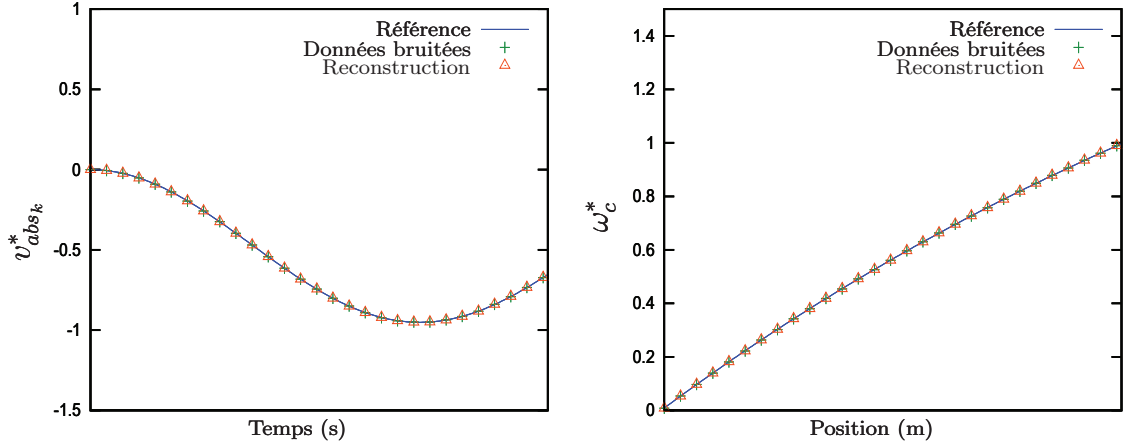 Référence
Données bruitées
Reconstruction
1
0.5
0
-0.5
-1
-1.5
v*abs_k
Temps (s)
Référence
Données bruitées
Reconstruction
1.4
1.2
1
0.8
0.6
0.4
0.2
0
ω*c
Position (m)